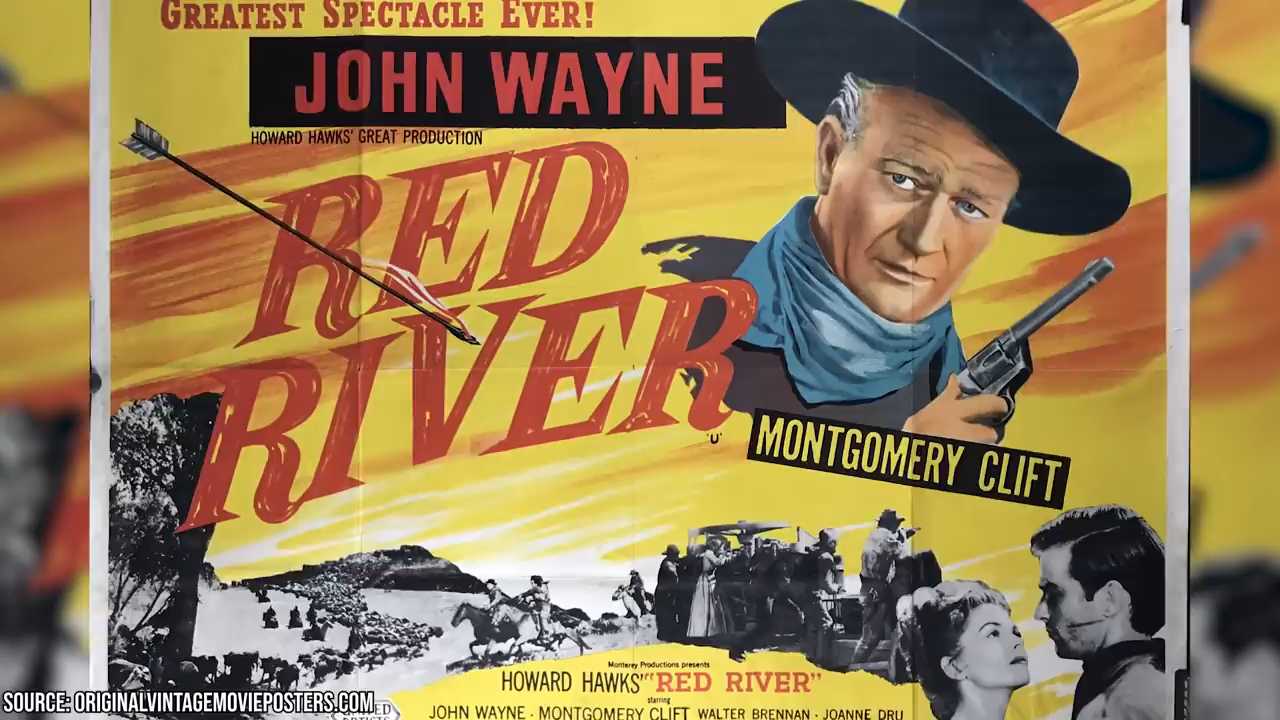 GREATEST SPECTACLE EVER!
JOHN WAYNE
HOWARD HAWKS' GREAT PRODUCTION
RED
RIVER
'U'
MONTGOMERY CLIFT
Monterey Productions presents
HOWARD HAWKS' "RED RIVER"
starring
JOHN WAYNE · MONTGOMERY CLIFT WALTER BRENNAN · JOANNE DRU
SOURCE: ORIGINALVINTAGEMOVIEPOSTERS.COM
ARTISTS